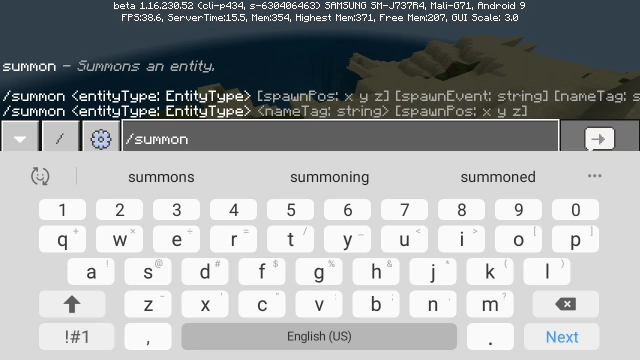 beta 1.16.230.52 (cli-p434, s-630406463) SAMSUNG SM-J737R4, Mali-G71, Android 9
FPS:38.6, ServerTime:15.5, Mem:354, Highest Mem:371, Free Mem:207, GUI Scale: 3.0
summon – Summons an entity.
/summon <entityType: EntityType> [spawnPos: x y z] [spawnEvent: string] [nameTag: s
/summon <entityType: EntityType> <nameTag: string> [spawnPos: x y z]
/ /summon
summons summoning summoned ...
1 2 3 4 5 6 7 8 9 0
q + w × e ÷ r = t / y _ u < i > o [ p ]
a ! s @ d # f $ g % h & j * k ( l )
z - x ' c " v : b ; n , m ?
!#1 , English (US) . Next